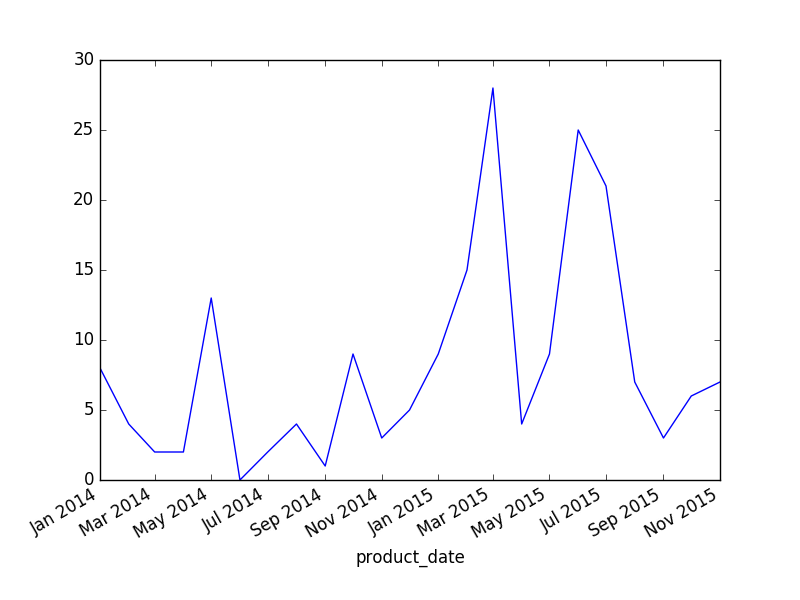 30
25
20
15
10
5
0
Jan 2014
Mar 2014
May 2014
Jul 2014
Sep 2014
Nov 2014
Jan 2015
Mar 2015
May 2015
Jul 2015
Sep 2015
Nov 2015
product_date